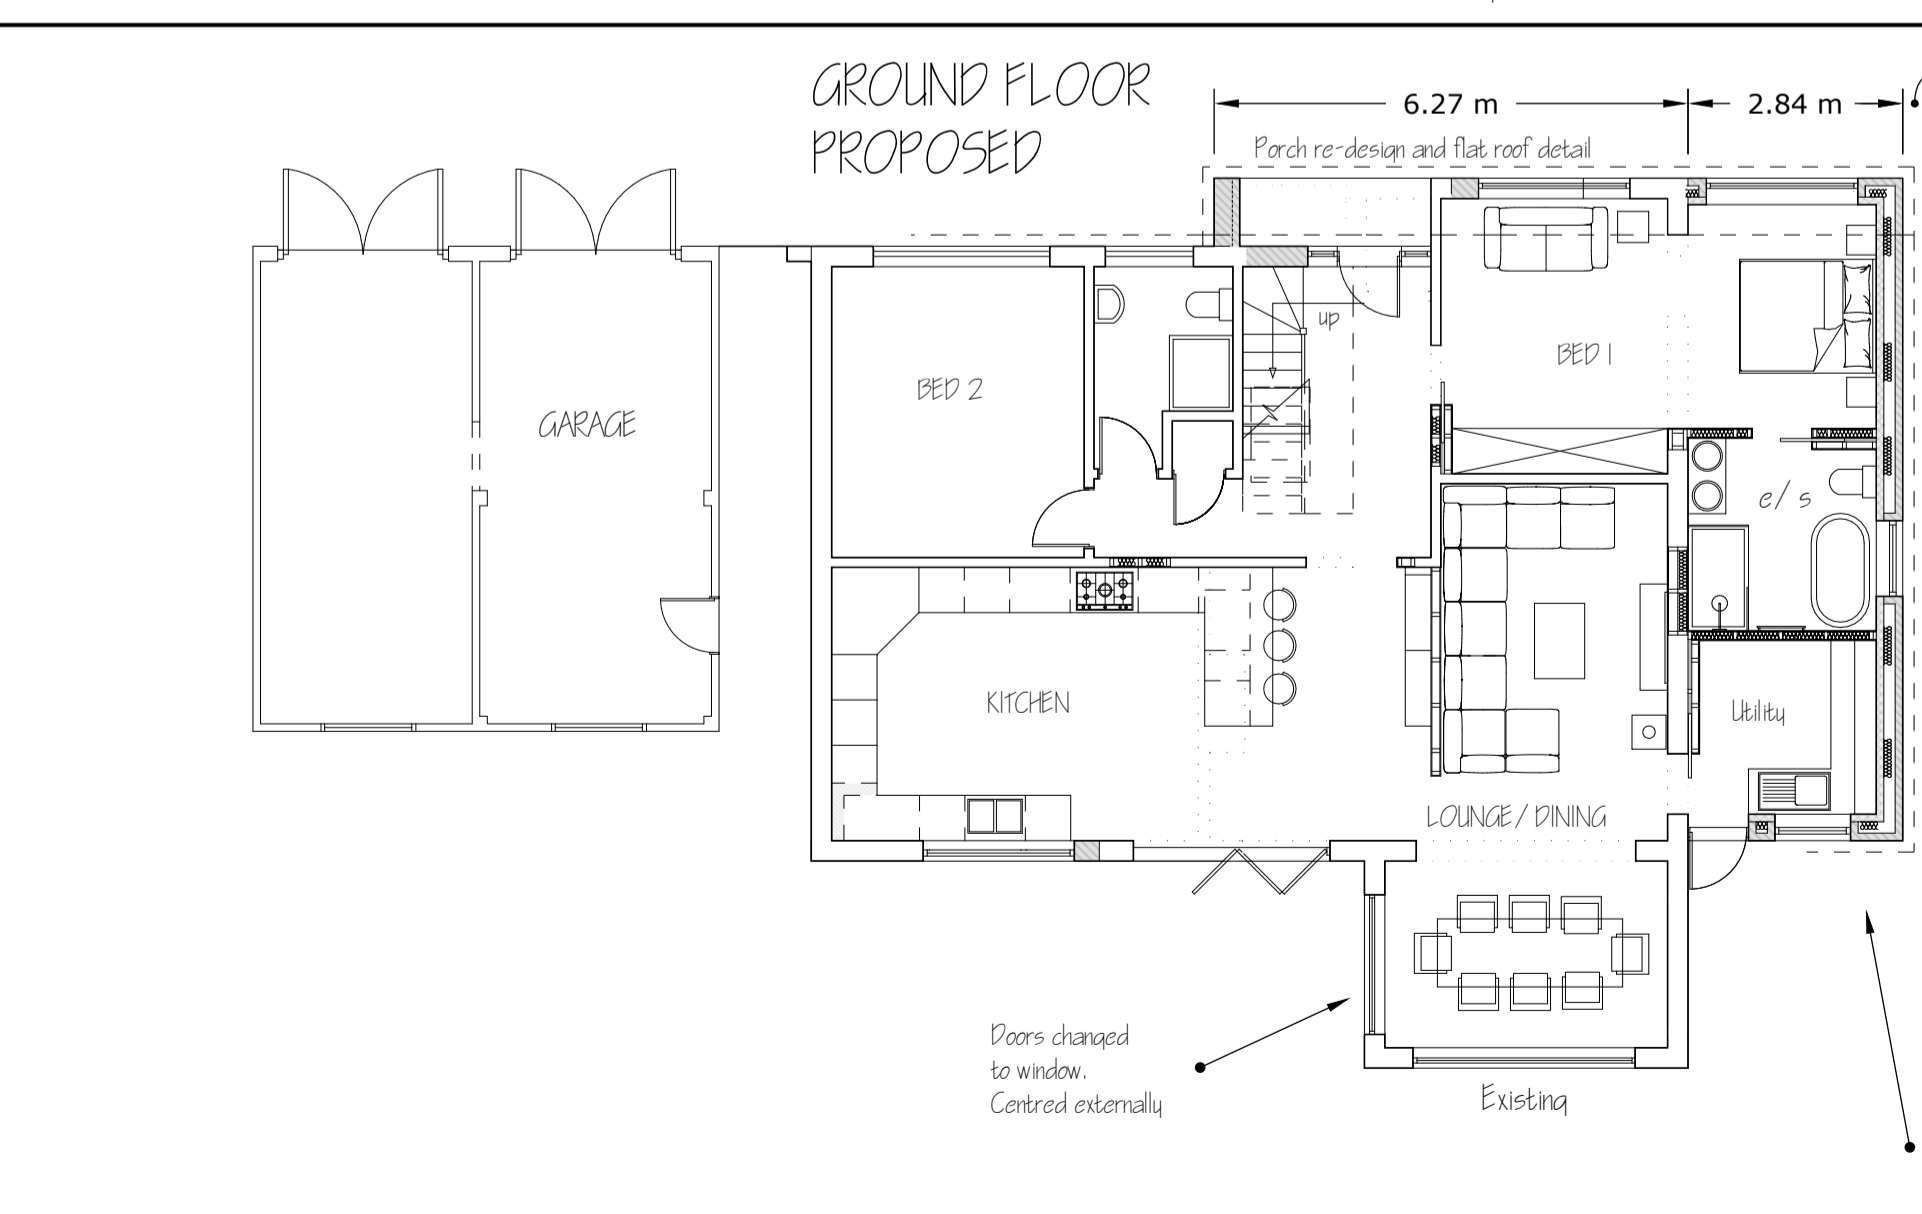 GROUND FLOOR
PROPOSED
6.27 m
2.84 m
Porch re-design and flat roof detail
up
BED 1
BED 2
GARAGE
e/s
KITCHEN
Utility
LOUNGE / DINING
Doors changed
to window.
Centred externally
Existing